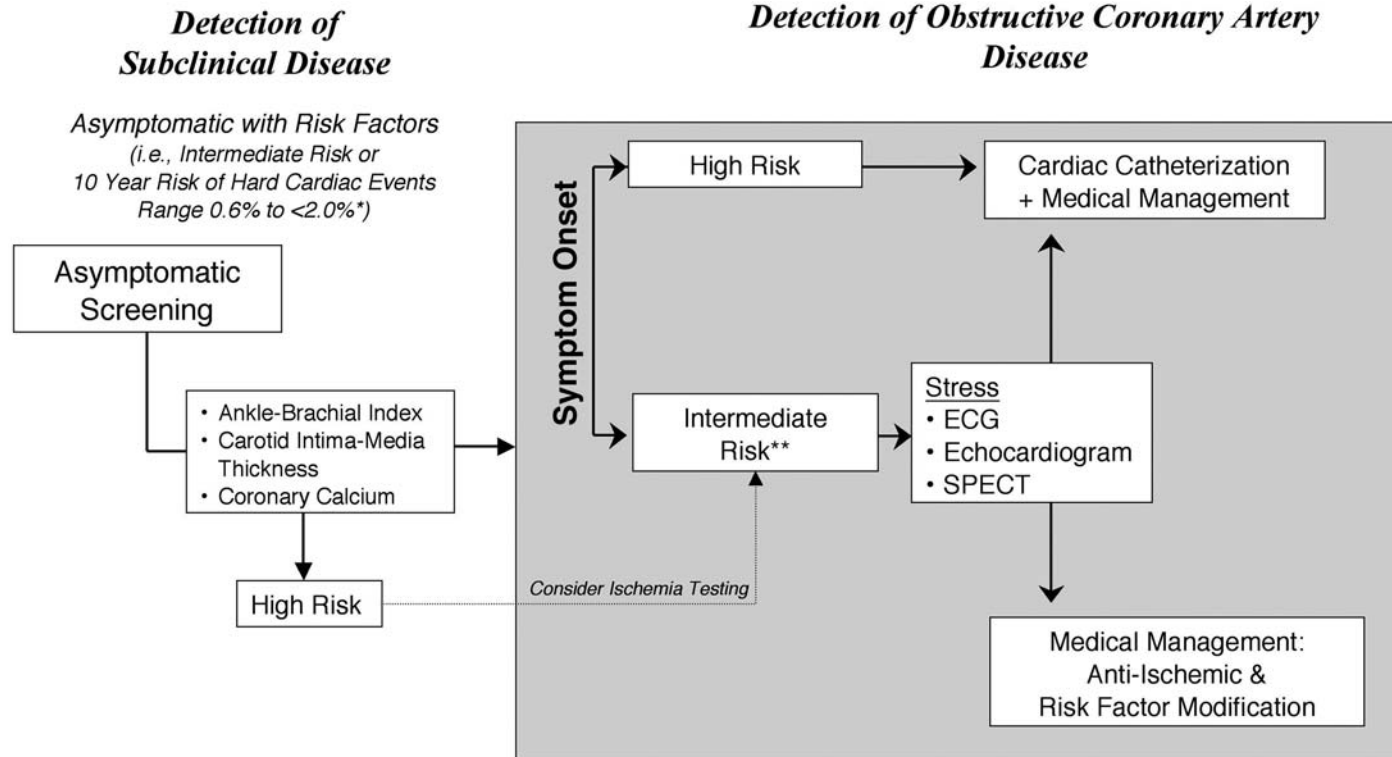 Detection of
Subclinical Disease
Detection of Obstructive Coronary Artery
Disease
Asymptomatic with Risk Factors
(i.e., Intermediate Risk or
10 Year Risk of Hard Cardiac Events
Range 0.6% to <2.0%*)
Asymptomatic
Screening
• Ankle-Brachial Index
• Carotid Intima-Media
Thickness
• Coronary Calcium
High Risk
Consider Ischemia Testing
Symptom Onset
High Risk
Cardiac Catheterization
+ Medical Management
Intermediate
Risk**
Stress
• ECG
• Echocardiogram
• SPECT
Medical Management:
Anti-Ischemic &
Risk Factor Modification